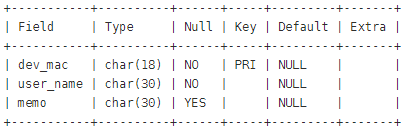 +-----------+----------+------+-----+---------+-------+
| Field     | Type     | Null | Key | Default | Extra |
+-----------+----------+------+-----+---------+-------+
| dev_mac   | char(18) | NO   | PRI | NULL    |       |
| user_name | char(30) | NO   |     | NULL    |       |
| memo      | char(30) | YES  |     | NULL    |       |
+-----------+----------+------+-----+---------+-------+